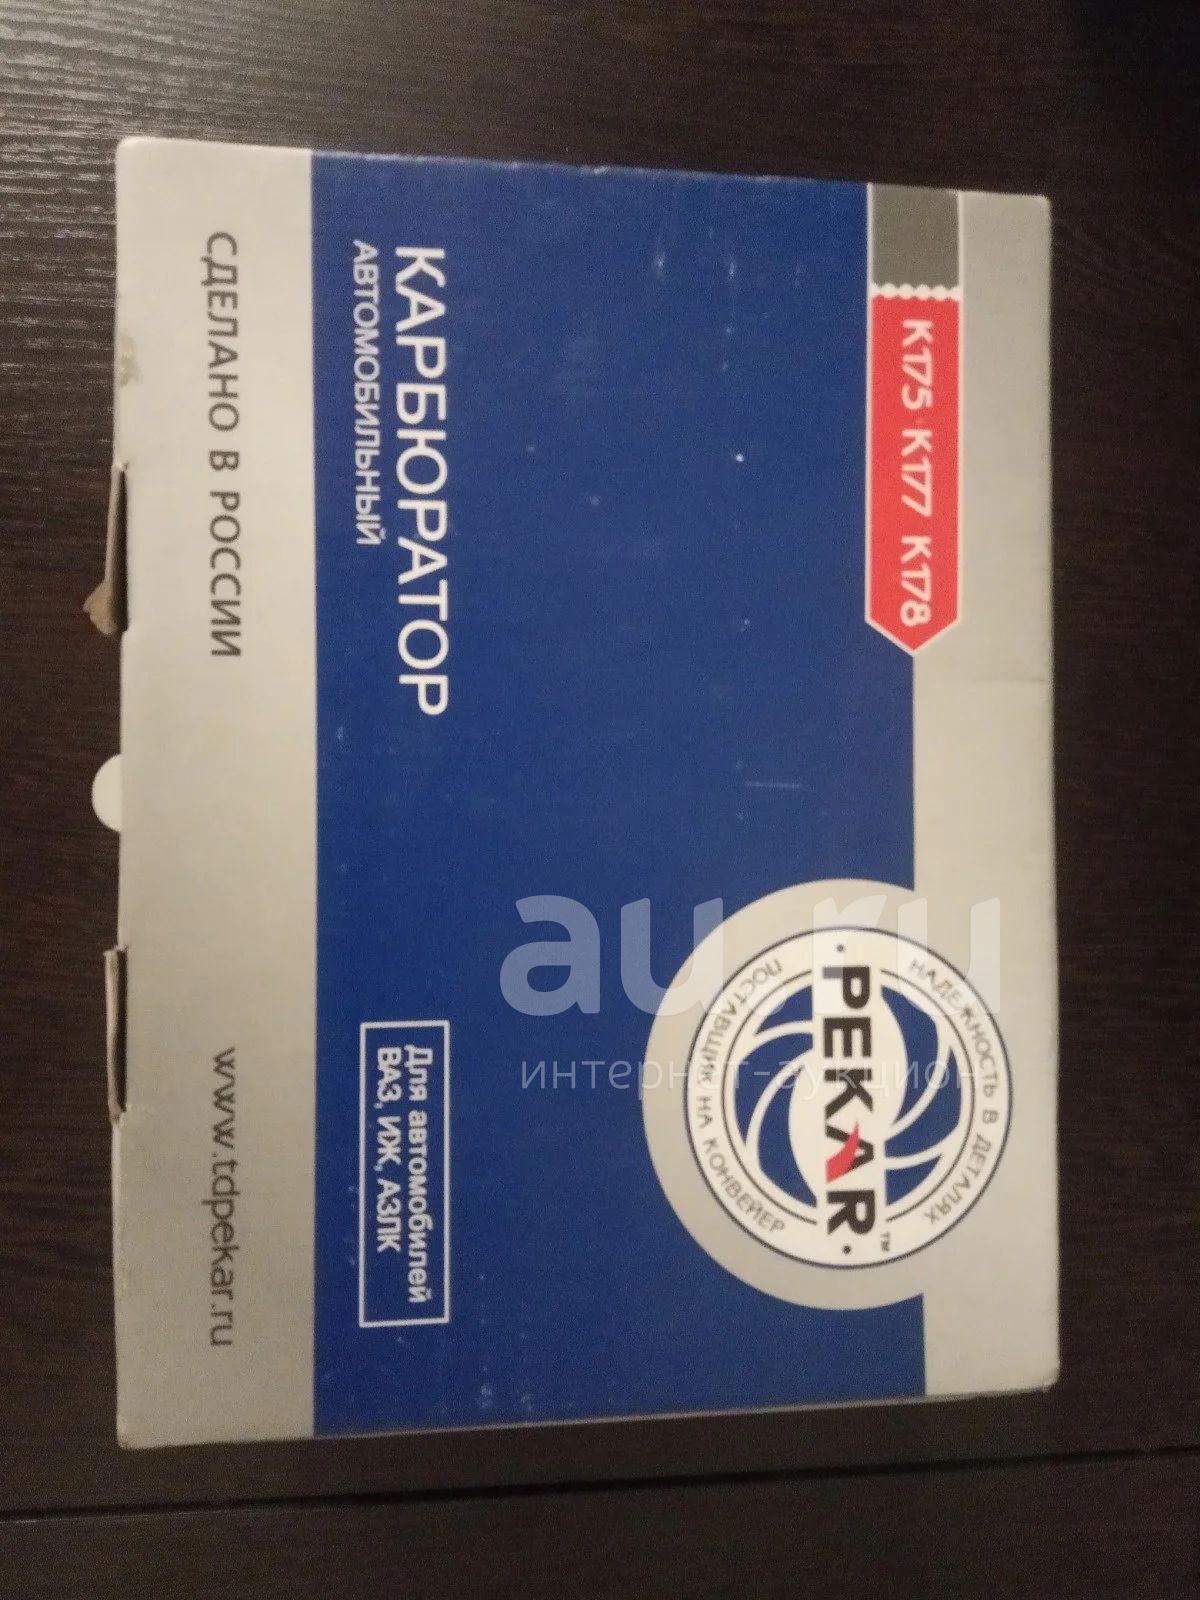 К175 К177 К178
НАДЕЖНОСТЬ В ДЕТАЛЯХ
PEKAR
™
ПОСТАВЩИК НА КОНВЕЙЕР
КАРБЮРАТОР
АВТОМОБИЛЬНЫЙ
Для автомобилей
ВАЗ, ИЖ, АЗЛК
СДЕЛАНО В РОССИИ
www.tdpekar.ru
au.ru
интернет-аукцион